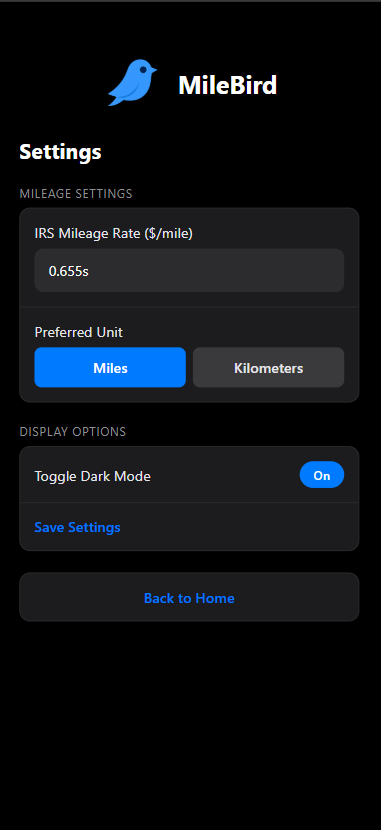 MileBird
Settings
MILEAGE SETTINGS
IRS Mileage Rate ($/mile)
0.655s
Preferred Unit
Miles Kilometers
DISPLAY OPTIONS
Toggle Dark Mode On
Save Settings
Back to Home